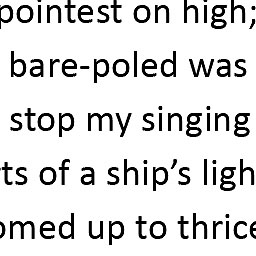 pointest on high;
bare-poled was
stop my singing
ts of a ship’s ligh
omed up to thrice